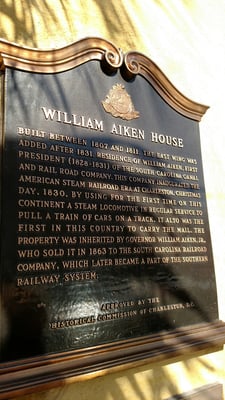 WILLIAM AIKEN HOUSE
BUILT BETWEEN 1807 AND 1811, THE EAST WING WAS
ADDED AFTER 1831. RESIDENCE OF WILLIAM AIKEN, FIRST
PRESIDENT (1828-1831) OF THE SOUTH CAROLINA CANAL
AND RAIL ROAD COMPANY. THIS COMPANY INAUGURATED THE
AMERICAN STEAM RAILROAD ERA AT CHARLESTON, CHRISTMAS
DAY, 1830, BY USING FOR THE FIRST TIME ON THIS
CONTINENT A STEAM LOCOMOTIVE IN REGULAR SERVICE TO
PULL A TRAIN OF CARS ON A TRACK. IT ALSO WAS THE
FIRST IN THIS COUNTRY TO CARRY THE MAIL. THE
PROPERTY WAS INHERITED BY GOVERNOR WILLIAM AIKEN, JR.
WHO SOLD IT IN 1863 TO THE SOUTH CAROLINA RAILROAD
COMPANY, WHICH LATER BECAME A PART OF THE SOUTHERN
RAILWAY SYSTEM.
APPROVED BY THE
HISTORICAL COMMISSION OF CHARLESTON, S.C.